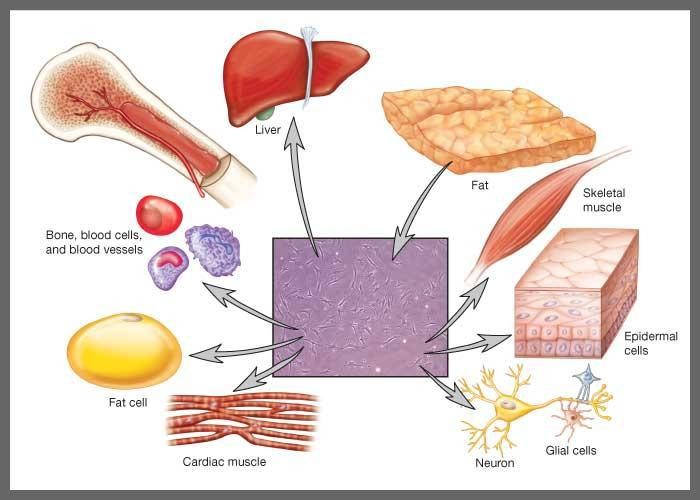 Liver
Fat
Skeletal
muscle
Bone, blood cells,
and blood vessels
Epidermal
cells
Fat cell
Cardiac muscle
Neuron
Glial cells